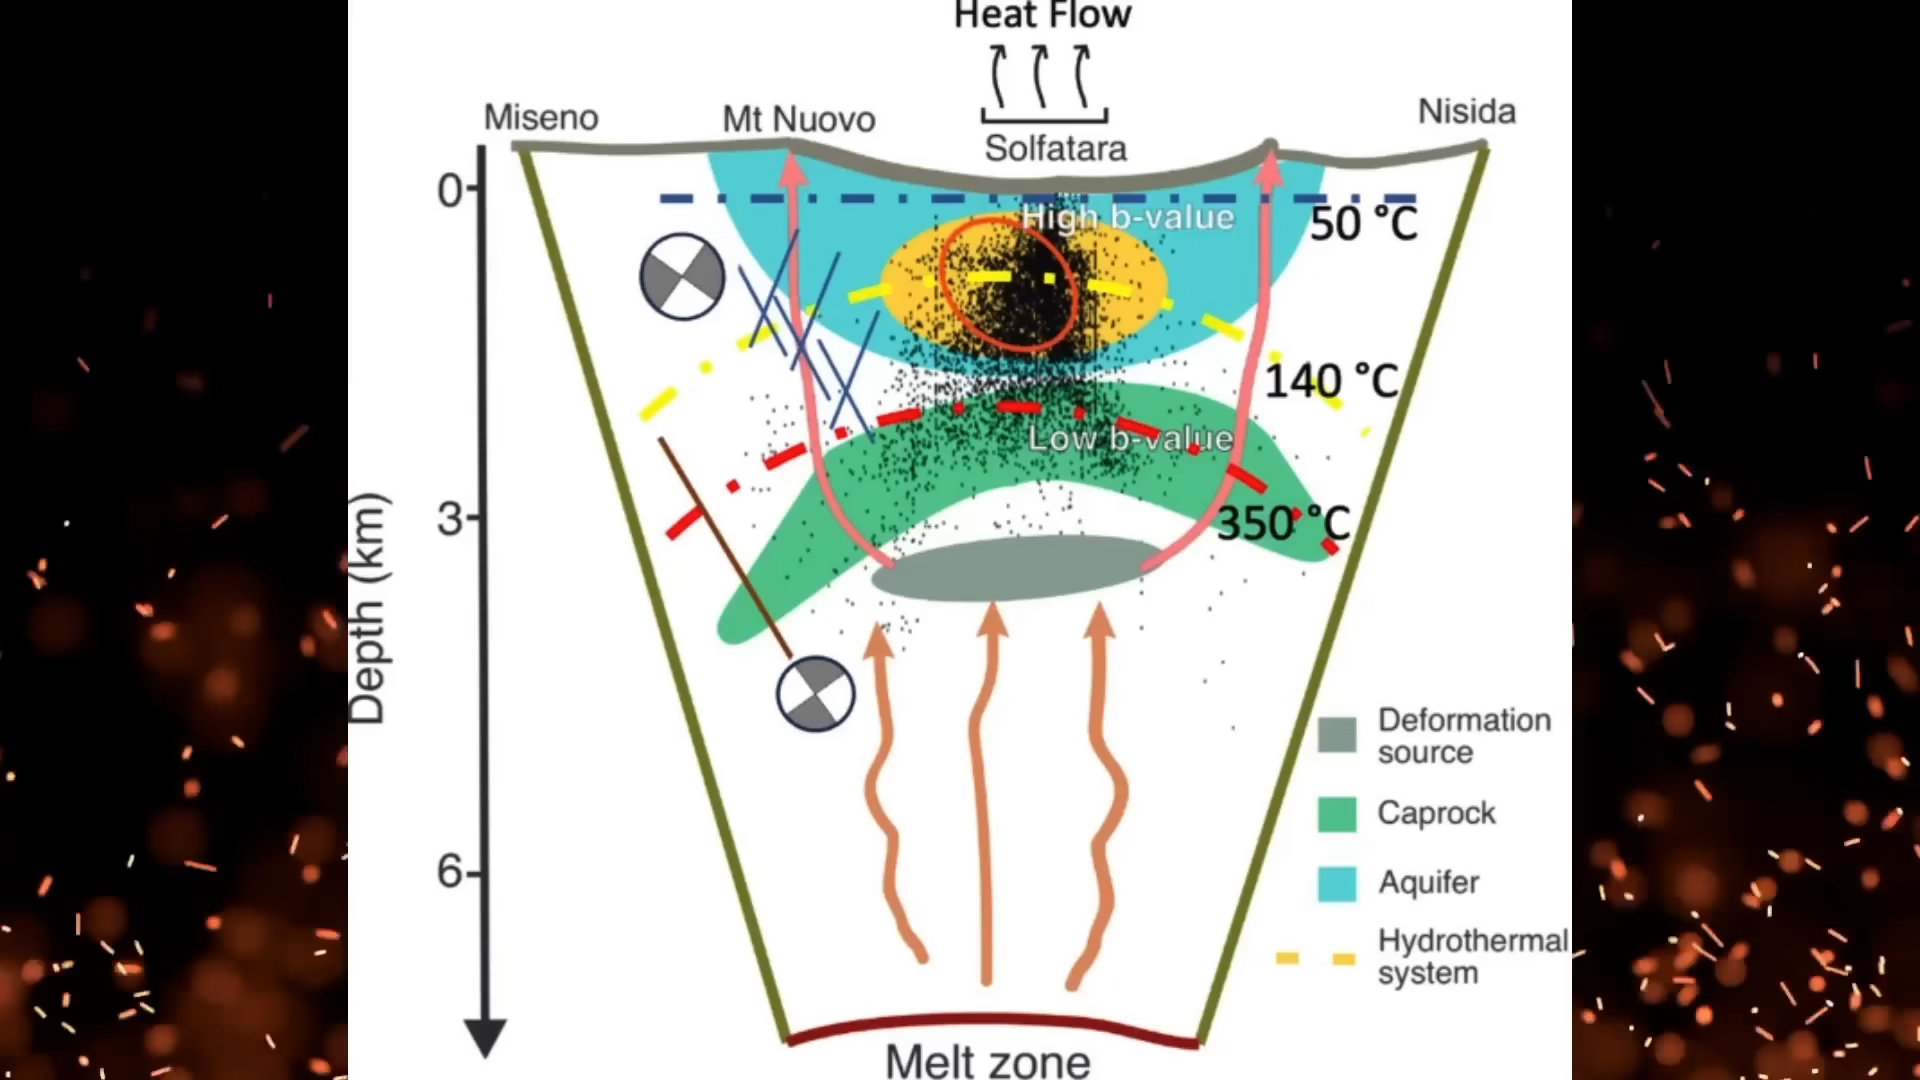 Heat Flow
Miseno
Mt Nuovo
Solfatara
Nisida
0
High b-value
50 °C
140 °C
Low b-value
3
350 °C
Depth (km)
6
Deformation
source
Caprock
Aquifer
Hydrothermal
system
Melt zone